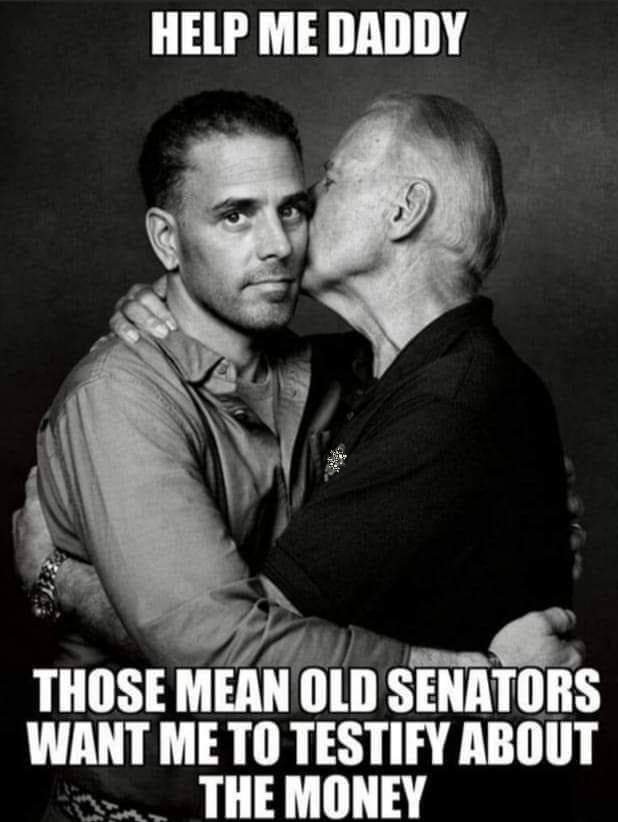 HELP ME DADDY
THOSE MEAN OLD SENATORS
WANT ME TO TESTIFY ABOUT
THE MONEY